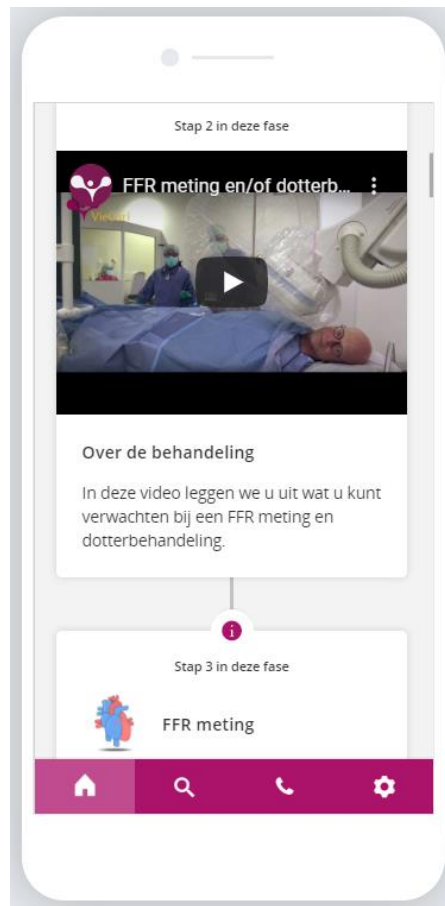 Stap 2 in deze fase
FFR meting en/of dotterb...
VieCuri
Over de behandeling
In deze video leggen we u uit wat u kunt
verwachten bij een FFR meting en
dotterbehandeling.
Stap 3 in deze fase
FFR meting